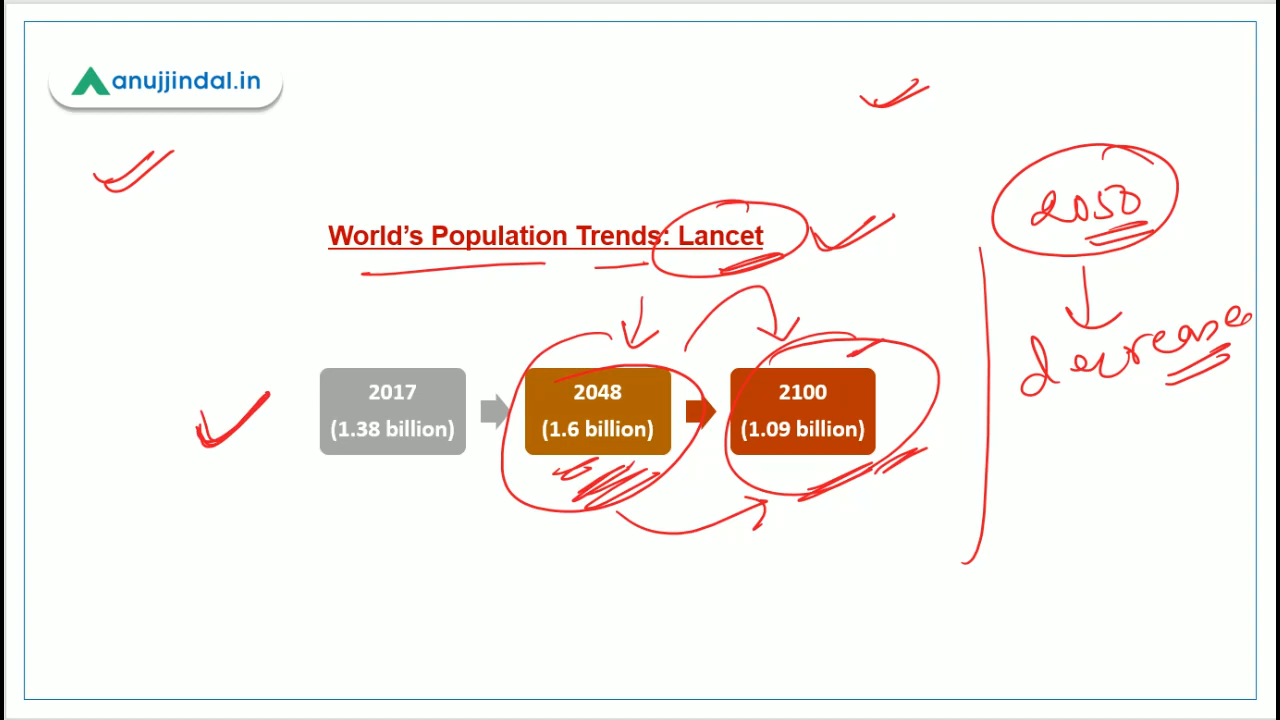 anujjindal.in
World's Population Trends: Lancet
2050
decrease
2017
(1.38 billion)
2048
(1.6 billion)
2100
(1.09 billion)